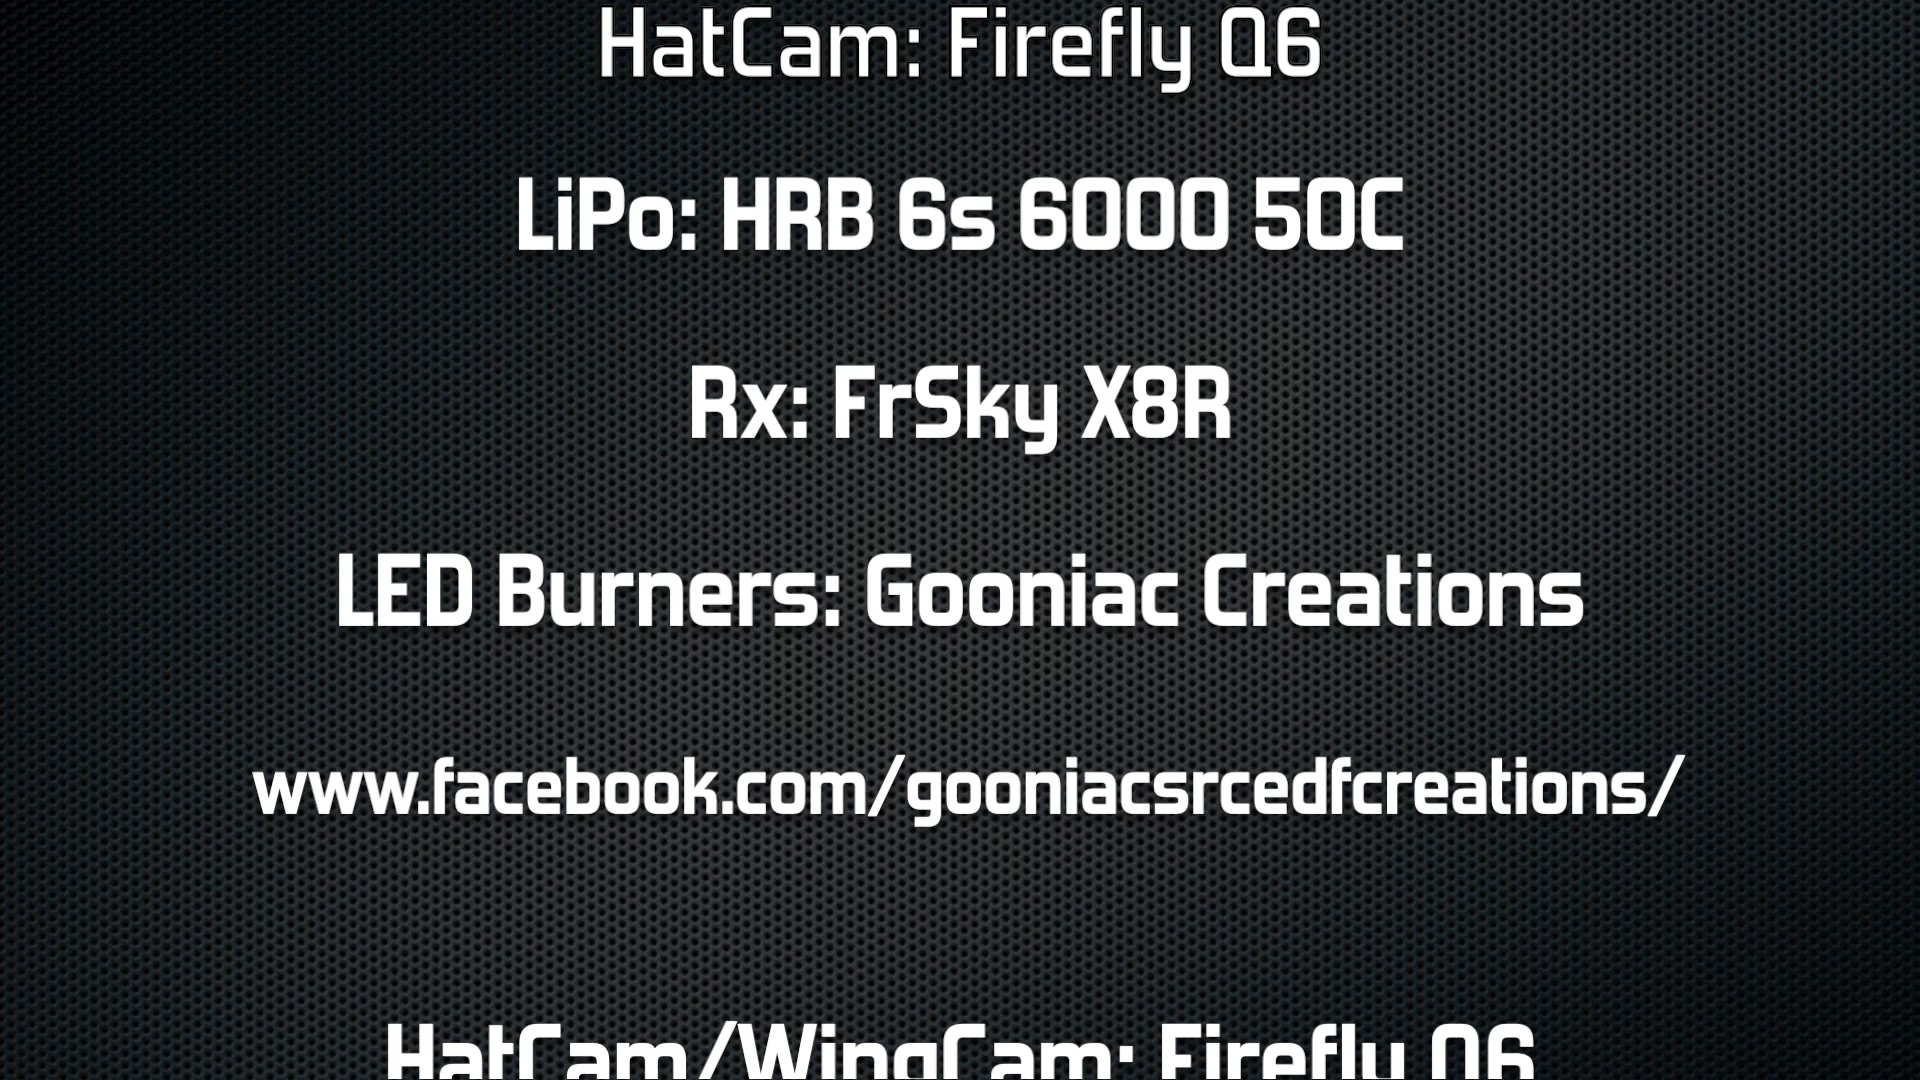 HatCam: Firefly Q6
LiPo: HRB 6s 6000 50C
Rx: FrSky X8R
LED Burners: Gooniac Creations
www.facebook.com/gooniacsrcedfcreations/
HatCam/WingCam: Firefly Q6